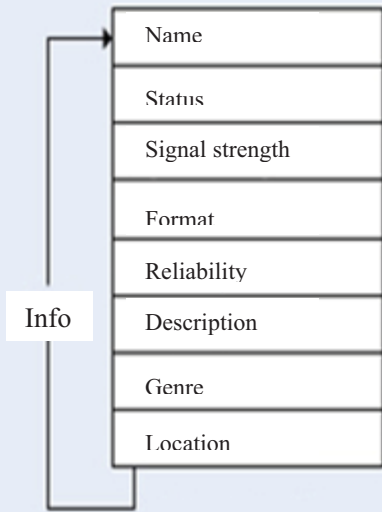 Name
Status
Signal strength
Format
Reliability
Info
Description
Genre
Location